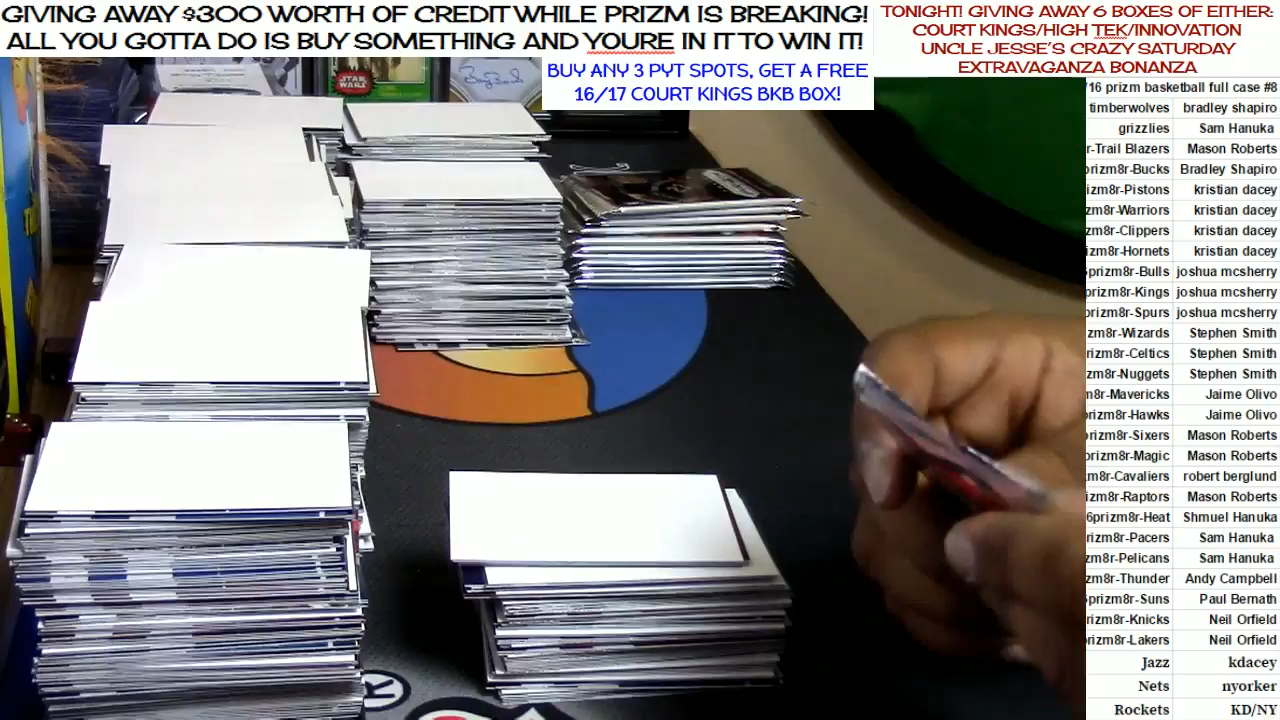 GIVING AWAY $300 WORTH OF CREDIT WHILE PRIZM IS BREAKING!
ALL YOU GOTTA DO IS BUY SOMETHING AND YOURE IN IT TO WIN IT!
BUY ANY 3 PYT SPOTS, GET A FREE
16/17 COURT KINGS BKB BOX!
TONIGHT! GIVING AWAY 6 BOXES OF EITHER:
COURT KINGS/HIGH TEK/INNOVATION
UNCLE JESSE'S CRAZY SATURDAY
EXTRAVAGANZA BONANZA
/16 prizm basketball full case #8
timberwolves bradley shapiro
grizzlies Sam Hanuka
r-Trail Blazers Mason Roberts
prizm8r-Bucks Bradley Shapiro
rizm8r-Pistons kristian dacey
zm8r-Warriors kristian dacey
zm8r-Clippers kristian dacey
izm8r-Hornets kristian dacey
5prizm8r-Bulls joshua mcsherry
prizm8r-Kings joshua mcsherry
prizm8r-Spurs joshua mcsherry
zm8r-Wizards Stephen Smith
rizm8r-Celtics Stephen Smith
zm8r-Nuggets Stephen Smith
m8r-Mavericks Jaime Olivo
prizm8r-Hawks Jaime Olivo
prizm8r-Sixers Mason Roberts
prizm8r-Magic Mason Roberts
zm8r-Cavaliers robert berglund
izm8r-Raptors Mason Roberts
6prizm8r-Heat Shmuel Hanuka
rizm8r-Pacers Sam Hanuka
zm8r-Pelicans Sam Hanuka
zm8r-Thunder Andy Campbell
5prizm8r-Suns Paul Bernath
rizm8r-Knicks Neil Orfield
rizm8r-Lakers Neil Orfield
Jazz kdacey
Nets nyorker
Rockets KD/NY
STAR
WARS